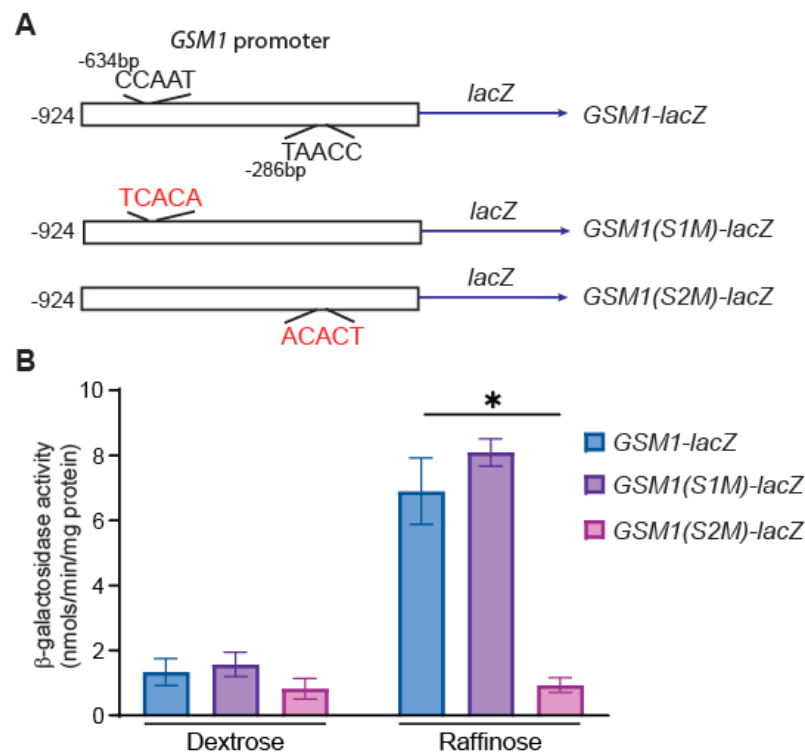 A
GSM1 promoter
-634bp
CCAAT
-924
lacZ
GSM1-lacZ
TAACC
-286bp
TCACA
-924
lacZ
GSM1(S1M)-lacZ
-924
lacZ
GSM1(S2M)-lacZ
ACACT
B
β-galactosidase activity
(nmols/min/mg protein)
10
8
6
4
2
0
*
GSM1-lacZ
GSM1(S1M)-lacZ
GSM1(S2M)-lacZ
Dextrose
Raffinose